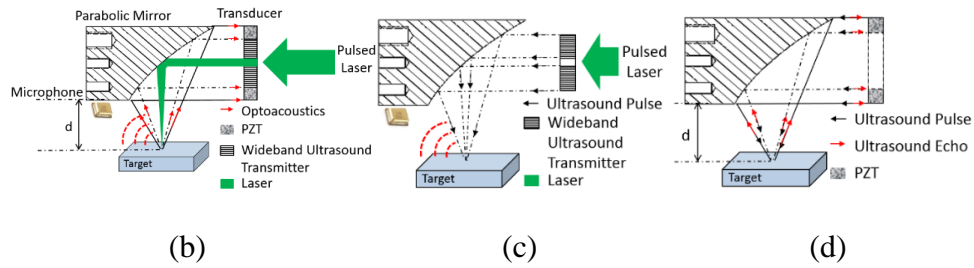 Parabolic Mirror
Transducer
Pulsed
Laser
Microphone
d
Target
Optoacoustics
PZT
Wideband Ultrasound
Transmitter
Laser
(b)
Pulsed
Laser
Ultrasound Pulse
Wideband
Ultrasound
Transmitter
Laser
Target
(c)
d
Target
Ultrasound Pulse
Ultrasound Echo
PZT
(d)